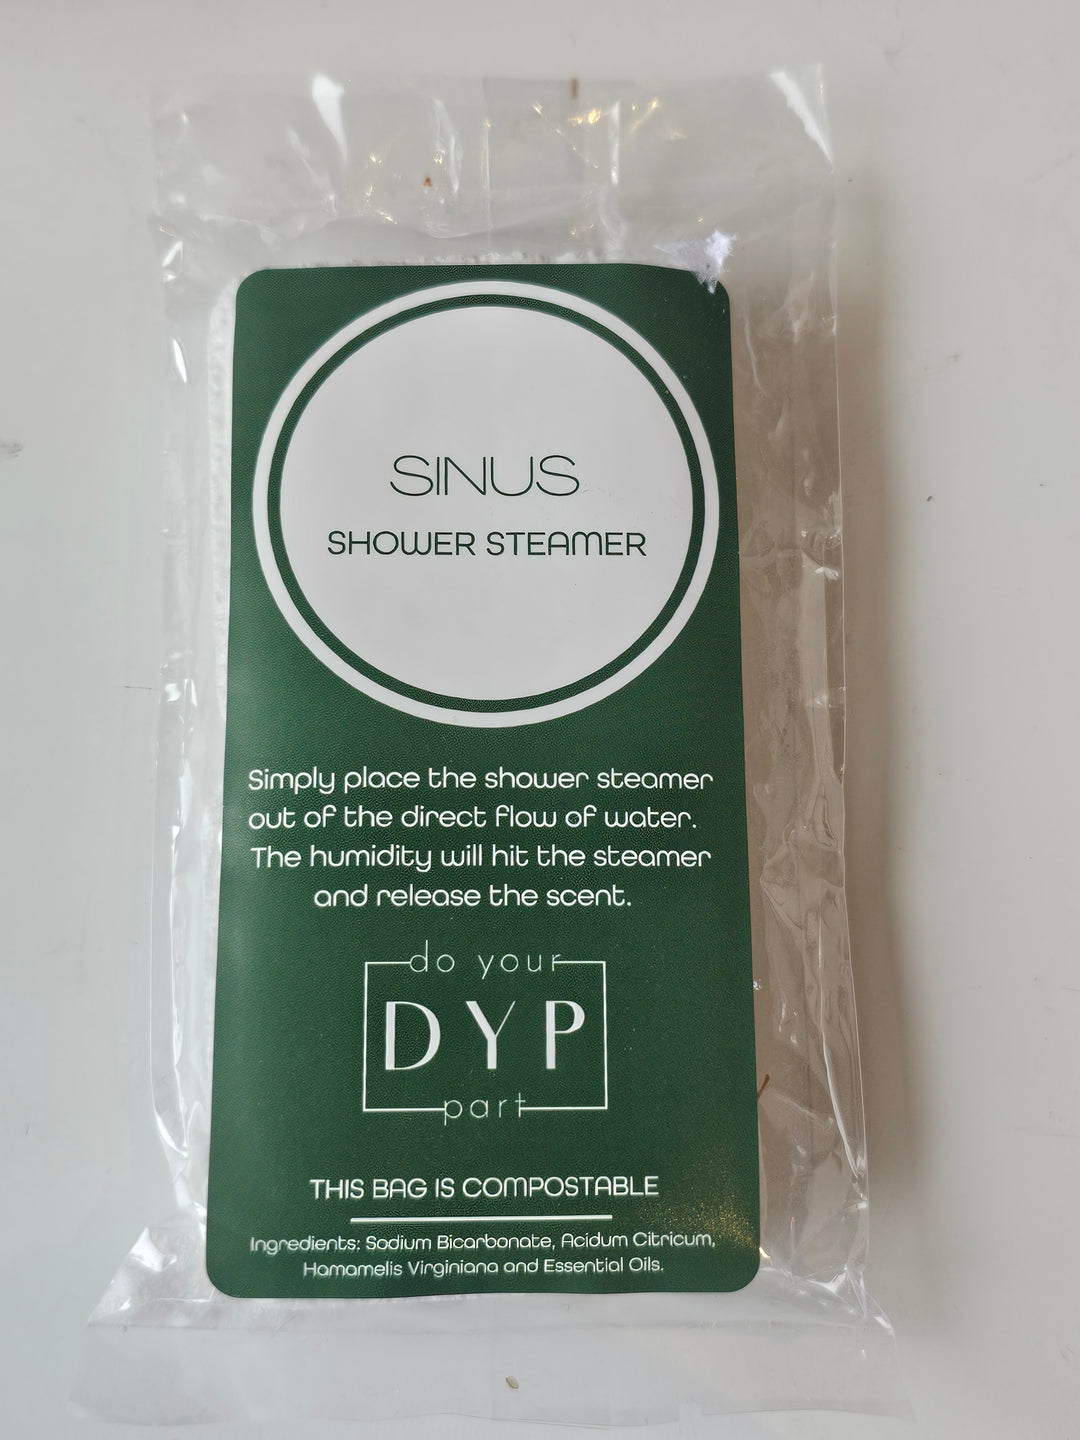 SINUS
SHOWER STEAMER
Simply place the shower steamer
out of the direct flow of water.
The humidity will hit the steamer
and release the scent.
do your
DYP
part
THIS BAG IS COMPOSTABLE
Ingredients: Sodium Bicarbonate, Acidum Citricum,
Hamamelis Virginiana and Essential Oils.